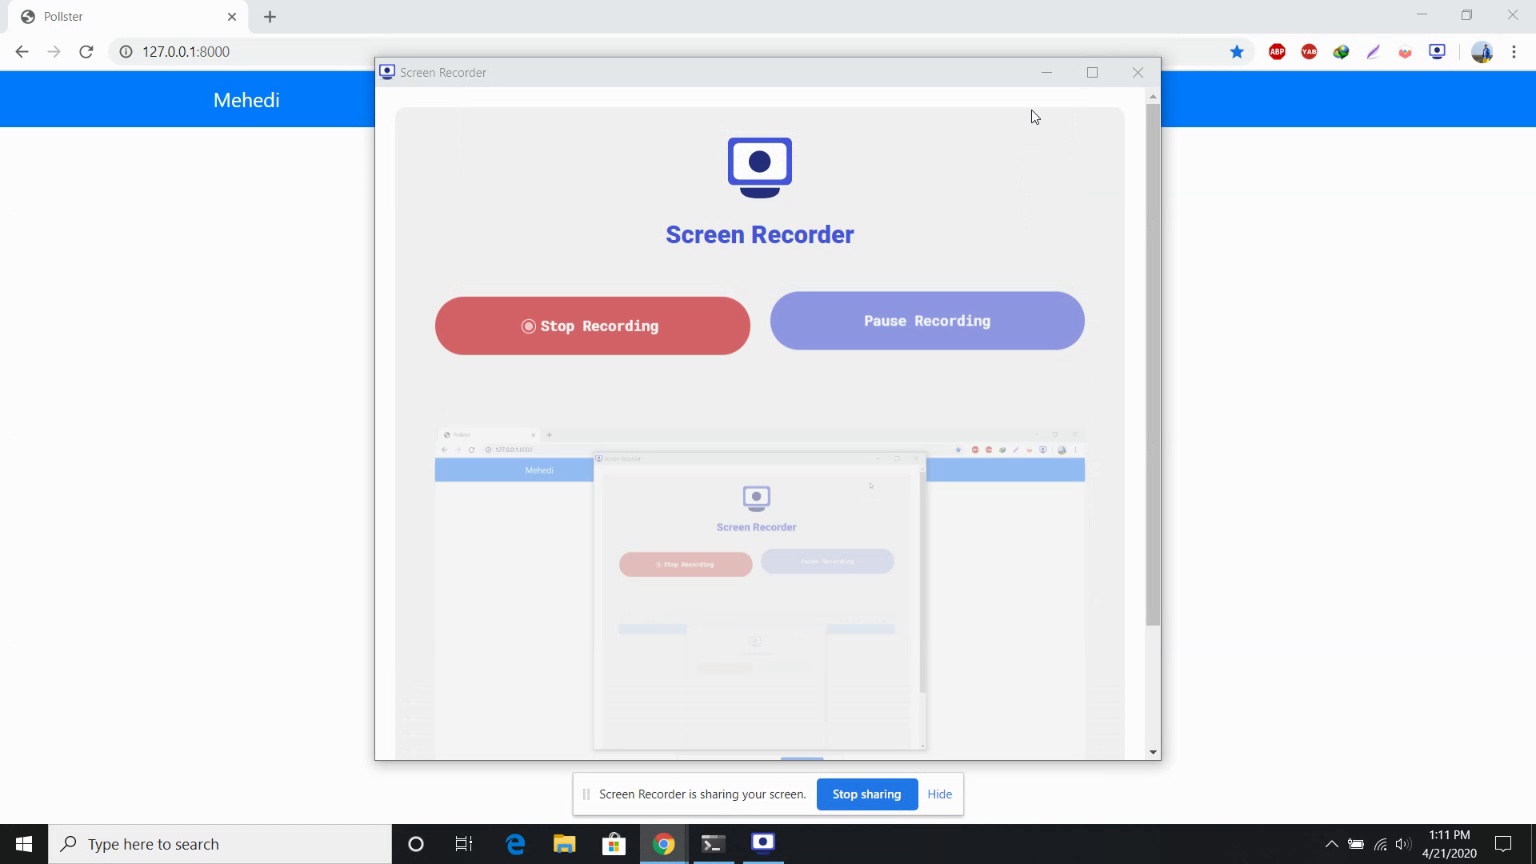 Pollster
127.0.0.1:8000
ABP
YAB
Screen Recorder
Mehedi
Screen Recorder
Stop Recording
Pause Recording
127.0.0.1:8000
Mehedi
Screen Recorder
Screen Recorder
Stop Recording
Pause Recording
Screen Recorder is sharing your screen.
Stop sharing
Hide
Type here to search
1:11 PM
4/21/2020